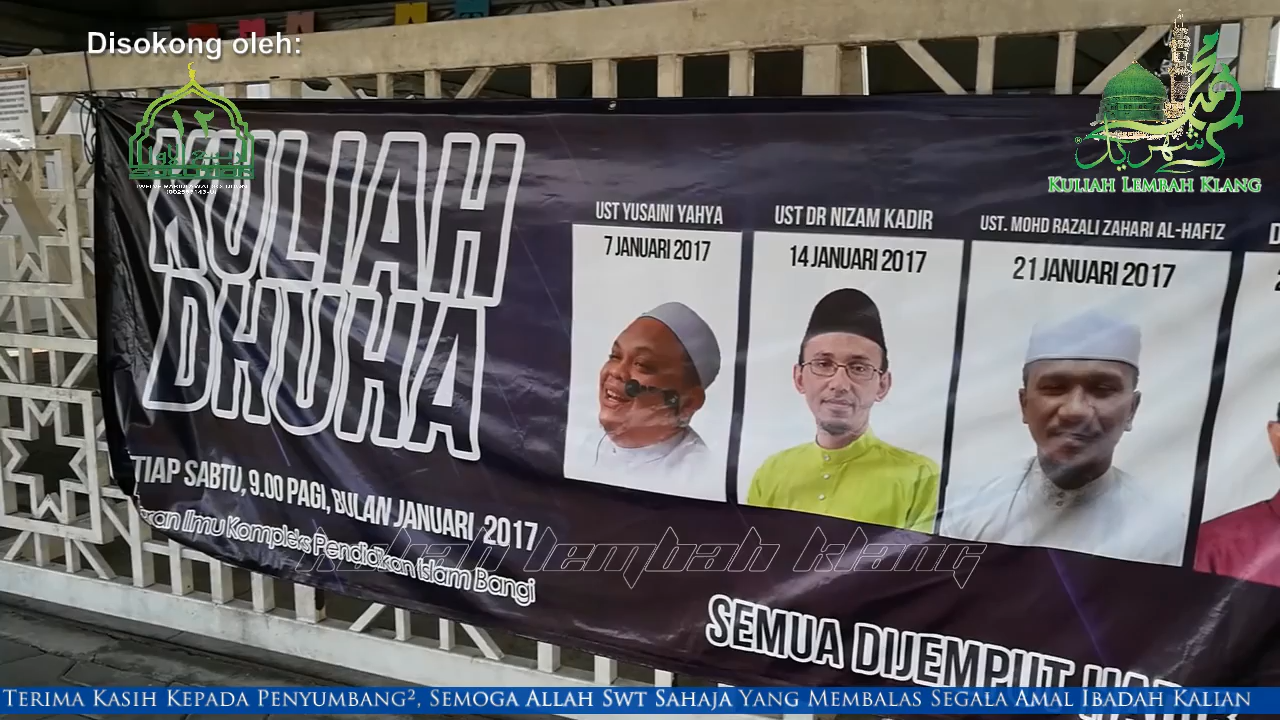 Disokong oleh:
SOLUTION
KULIAH LEMBAH KLANG
KULIAH
DHUHA
TIAP SABTU, 9.00 PAGI, BULAN JANUARI 2017
Ilmu Kompleks Pendidikan Islam Bangi
UST YUSAINI YAHYA
7 JANUARI 2017
UST DR NIZAM KADIR
14 JANUARI 2017
UST. MOHD RAZALI ZAHARI AL-HAFIZ
21 JANUARI 2017
lembah klang
SEMUA DIJEMPUT
TERIMA KASIH KEPADA PENYUMBANG², SEMOGA ALLAH SWT SAHAJA YANG MEMBALAS SEGALA AMAL IBADAH KALIAN